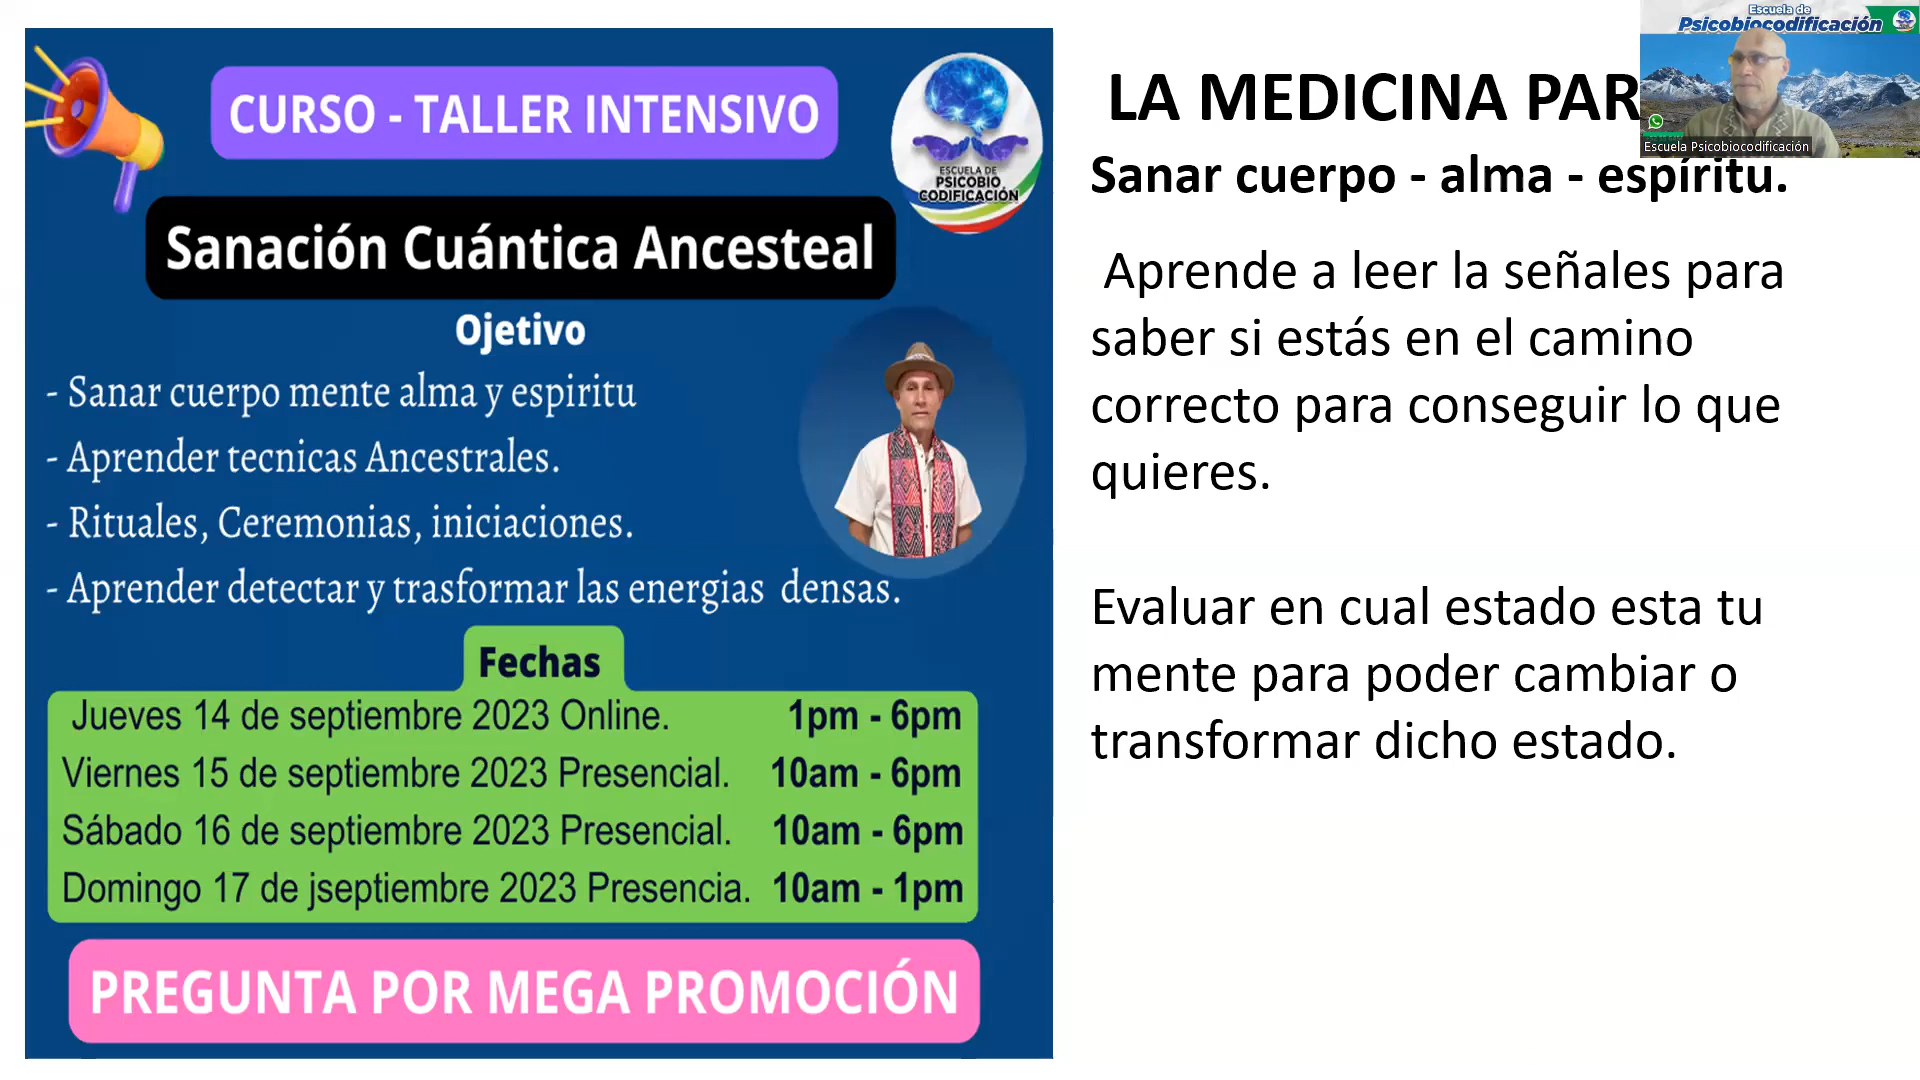 CURSO - TALLER INTENSIVO
ESCUELA DE
PSICOBIO
CODIFICACIÓN
Sanación Cuántica Ancesteal
Ojetivo
- Sanar cuerpo mente alma y espiritu
- Aprender tecnicas Ancestrales.
- Rituales, Ceremonias, iniciaciones.
- Aprender detectar y trasformar las energias densas.
Fechas
Jueves 14 de septiembre 2023 Online. 1pm - 6pm
Viernes 15 de septiembre 2023 Presencial. 10am - 6pm
Sábado 16 de septiembre 2023 Presencial. 10am - 6pm
Domingo 17 de jseptiembre 2023 Presencia. 10am - 1pm
PREGUNTA POR MEGA PROMOCIÓN
LA MEDICINA PAR
Sanar cuerpo - alma - espíritu.
Aprende a leer la señales para
saber si estás en el camino
correcto para conseguir lo que
quieres.
Evaluar en cual estado esta tu
mente para poder cambiar o
transformar dicho estado.
Escuela de
Psicobiocodificación
Escuela Psicobiocodificación